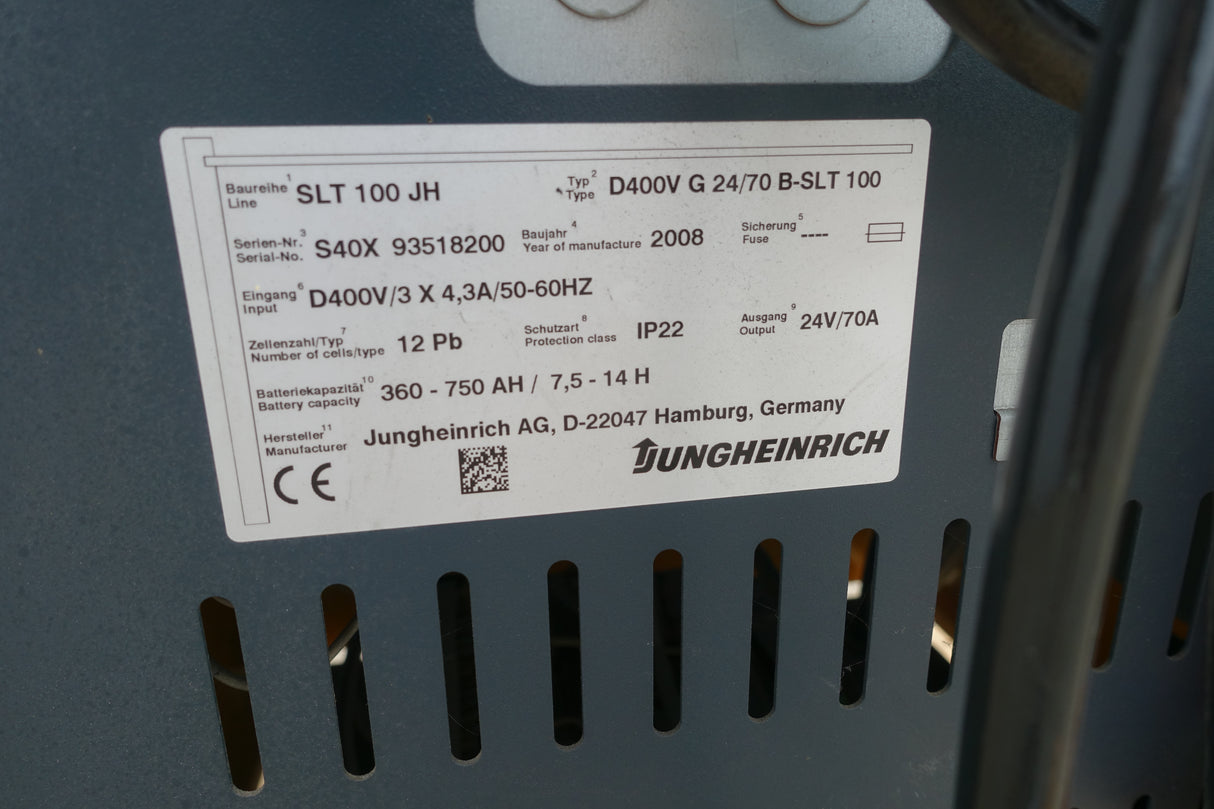 Baureihe 1 SLT 100 JH Typ 2 D400V G 24/70 B-SLT 100
Line Type
Serien-Nr. 3 S40X 93518200 Baujahr 4 2008 Sicherung 5 ----
Serial-No. Year of manufacture Fuse
Eingang 6 D400V/3 X 4,3A/50-60HZ
Input
Zellenzahl/Typ 7 12 Pb Schutzart 8 IP22 Ausgang 9 24V/70A
Number of cells/type Protection class Output
Batteriekapazität 10 360 - 750 AH / 7,5 - 14 H
Battery capacity
Hersteller 11 Jungheinrich AG, D-22047 Hamburg, Germany
Manufacturer
CE JUNGHEINRICH